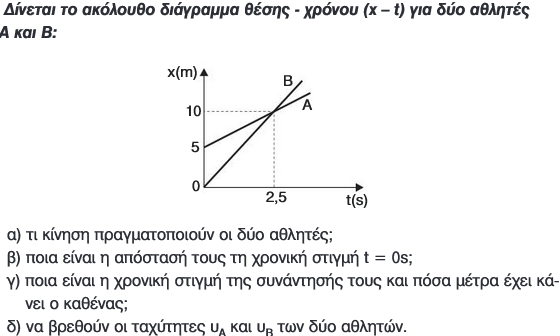 Δίνεται το ακόλουθο διάγραμμα θέσης - χρόνου (x – t) για δύο αθλητές
Α και Β:
x(m)
B
A
10
5
0
2,5
t(s)
α) τι κίνηση πραγματοποιούν οι δύο αθλητές;
β) ποια είναι η απόστασή τους τη χρονική στιγμή t = 0s;
γ) ποια είναι η χρονική στιγμή της συνάντησής τους και πόσα μέτρα έχει κά-
νει ο καθένας;
δ) να βρεθούν οι ταχύτητες υA και υB των δύο αθλητών.